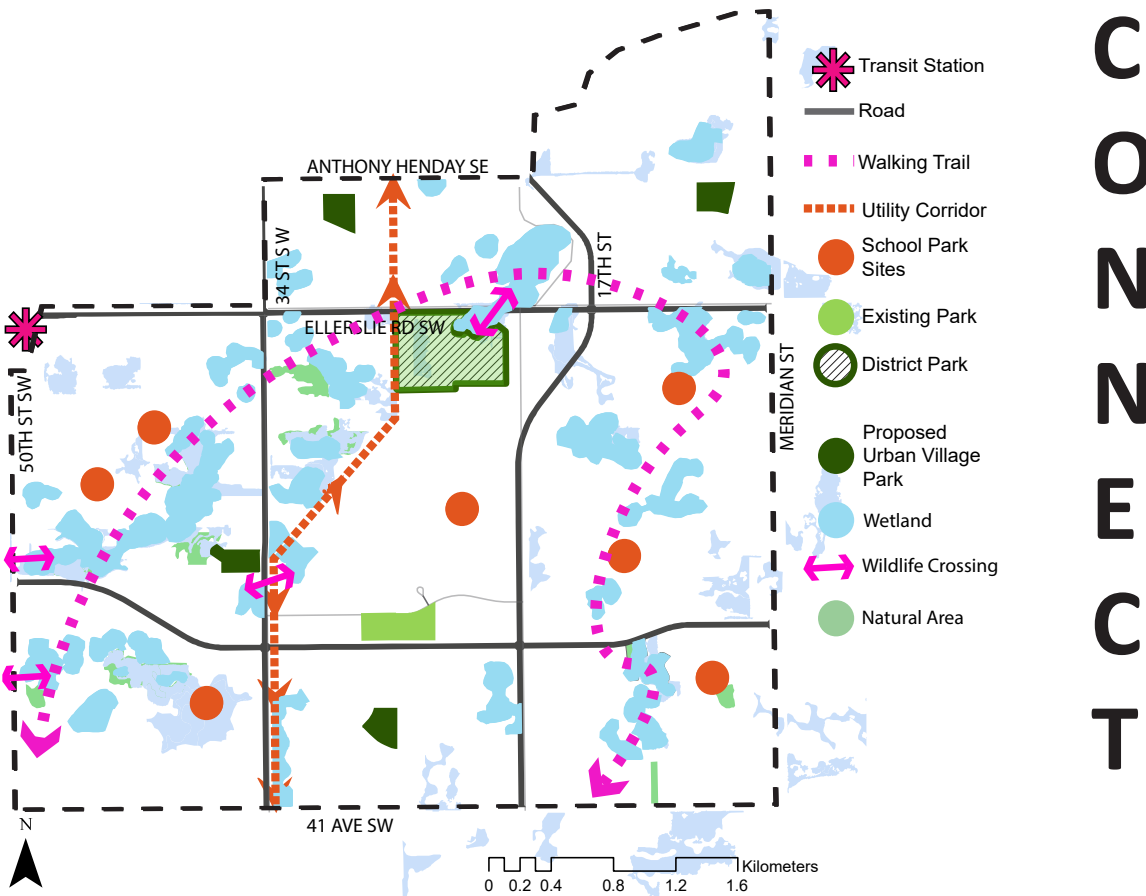 ANTHONY HENDAY SE
34 ST SW
17TH ST
ELLERSLIE RD SW
50TH ST SW
MERIDIAN ST
41 AVE SW
N
Transit Station
Road
Walking Trail
Utility Corridor
School Park
Sites
Existing Park
District Park
Proposed
Urban Village
Park
Wetland
Wildlife Crossing
Natural Area
Kilometers
0 0.2 0.4 0.8 1.2 1.6
C
O
N
N
E
C
T